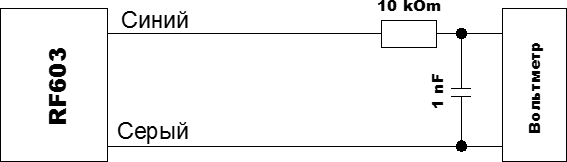 Синий
10 kOm
RF603
1 nF
Вольтметр
Серый